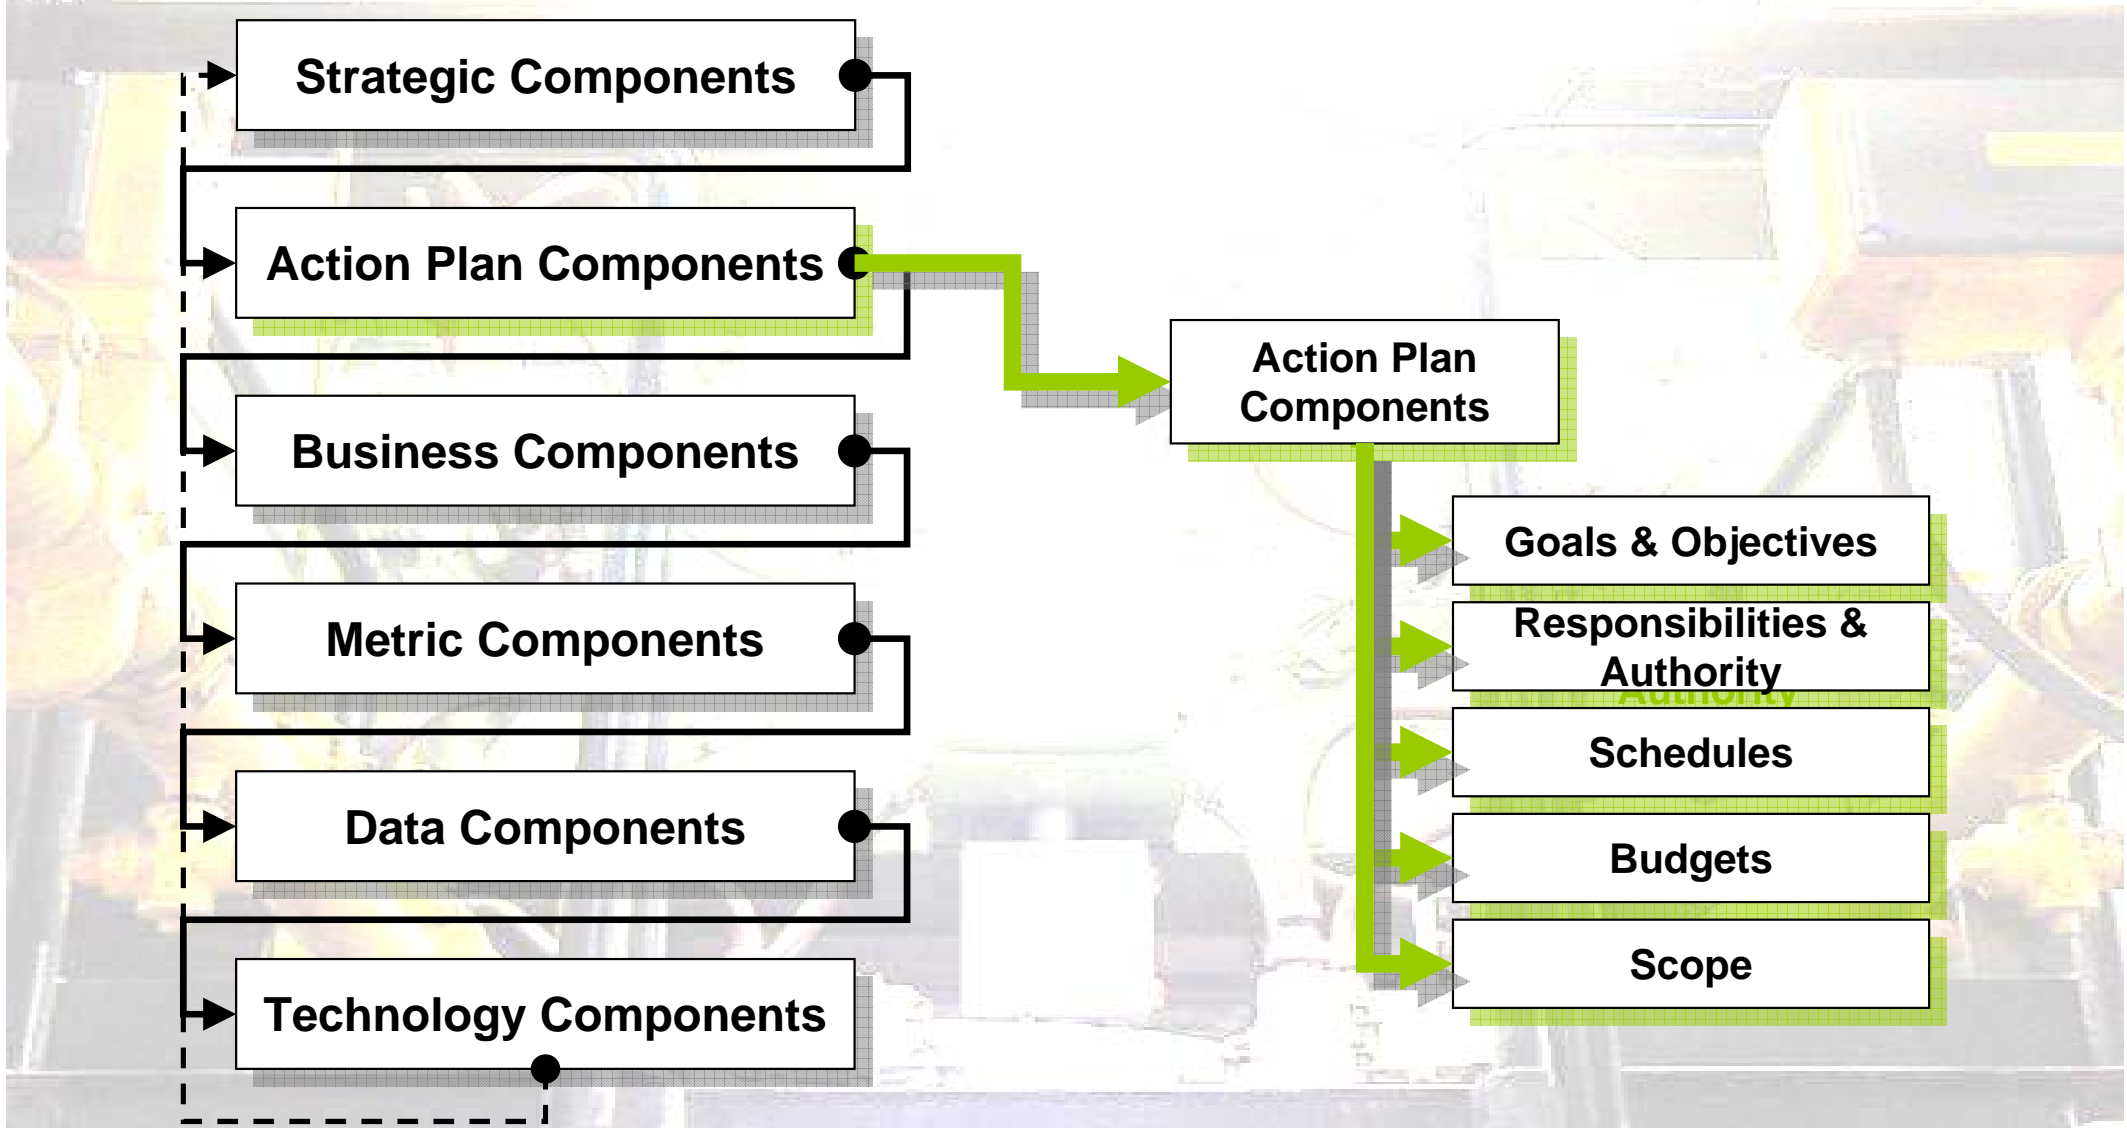 Strategic Components
Action Plan Components
Business Components
Metric Components
Data Components
Technology Components
Action Plan
Components
Goals & Objectives
Responsibilities &
Authority
Schedules
Budgets
Scope